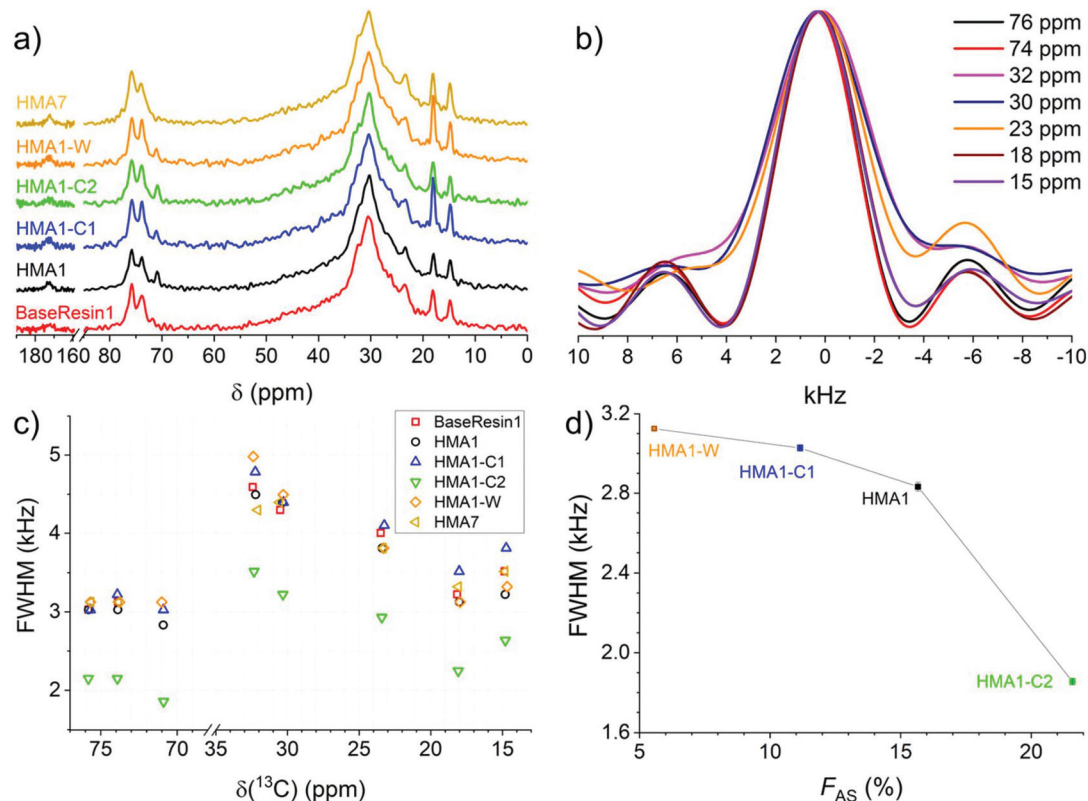 a)
HMA7
HMA1-W
HMA1-C2
HMA1-C1
HMA1
BaseResin1
180 160 80 70 60 50 40 30 20 10 0
δ (ppm)
b)
76 ppm
74 ppm
32 ppm
30 ppm
23 ppm
18 ppm
15 ppm
10 8 6 4 2 0 -2 -4 -6 -8 -10
kHz
c)
BaseResin1
HMA1
HMA1-C1
HMA1-C2
HMA1-W
HMA7
5
4
3
2
FWHM (kHz)
75 70 35 30 25 20 15
δ(¹³C) (ppm)
d)
3.2
2.8
2.4
2.0
1.6
FWHM (kHz)
HMA1-W
HMA1-C1
HMA1
HMA1-C2
5 10 15 20
F_AS (%)